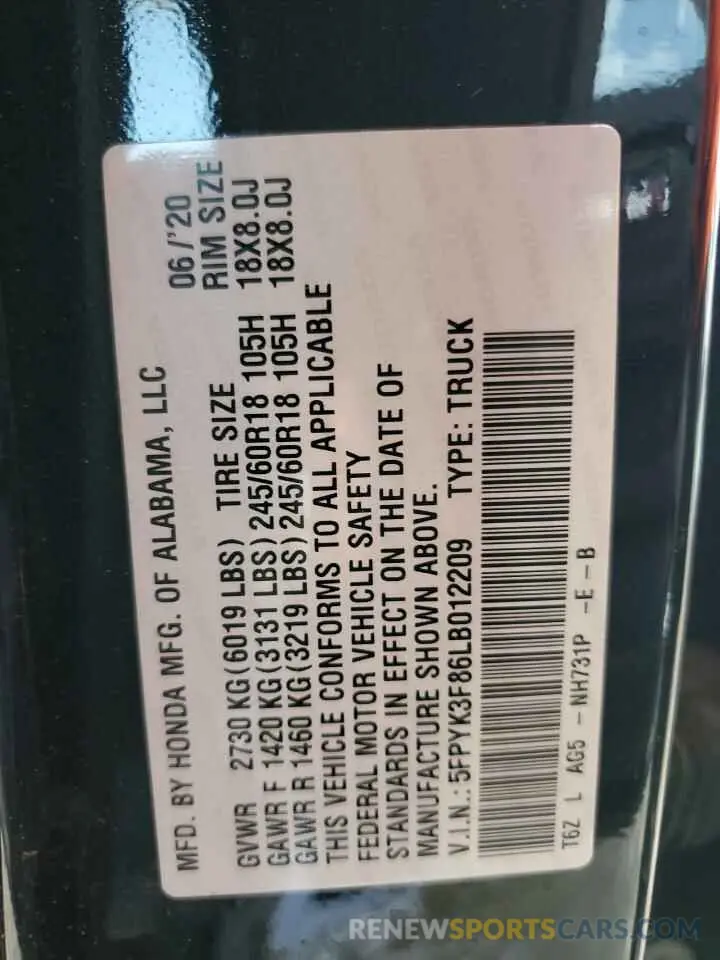 MFD. BY HONDA MFG. OF ALABAMA, LLC 06/'20
GVWR 2730 KG (6019 LBS) TIRE SIZE RIM SIZE
GAWR F 1420 KG (3131 LBS) 245/60R18 105H 18X8.0J
GAWR R 1460 KG (3219 LBS) 245/60R18 105H 18X8.0J
THIS VEHICLE CONFORMS TO ALL APPLICABLE
FEDERAL MOTOR VEHICLE SAFETY
STANDARDS IN EFFECT ON THE DATE OF
MANUFACTURE SHOWN ABOVE.
V.I.N.: 5FPYK3F86LB012209 TYPE: TRUCK
T6Z L AG5 - NH731P - E - B
RENEWSPORTSCARS.COM